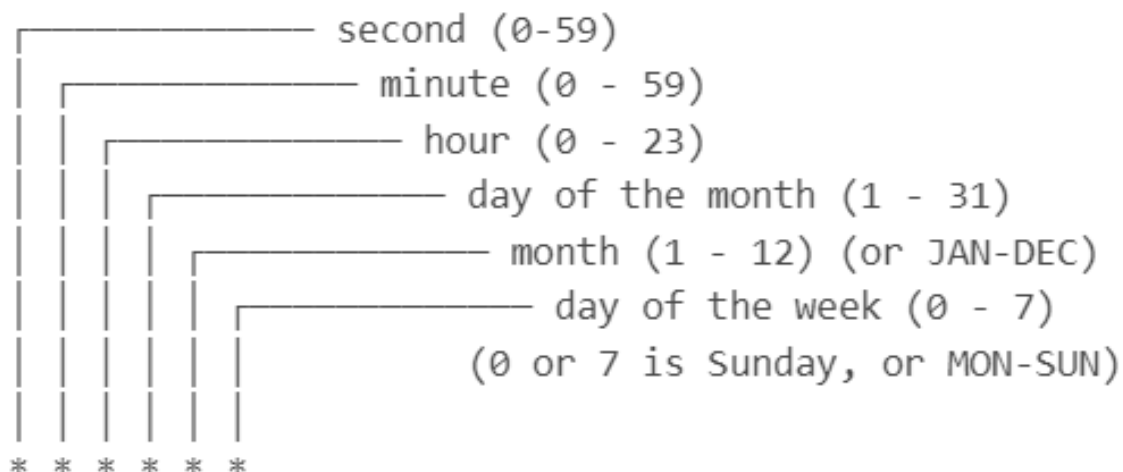 second (0-59)
minute (0 - 59)
hour (0 - 23)
day of the month (1 - 31)
month (1 - 12) (or JAN-DEC)
day of the week (0 - 7)
(0 or 7 is Sunday, or MON-SUN)
* * * * * *